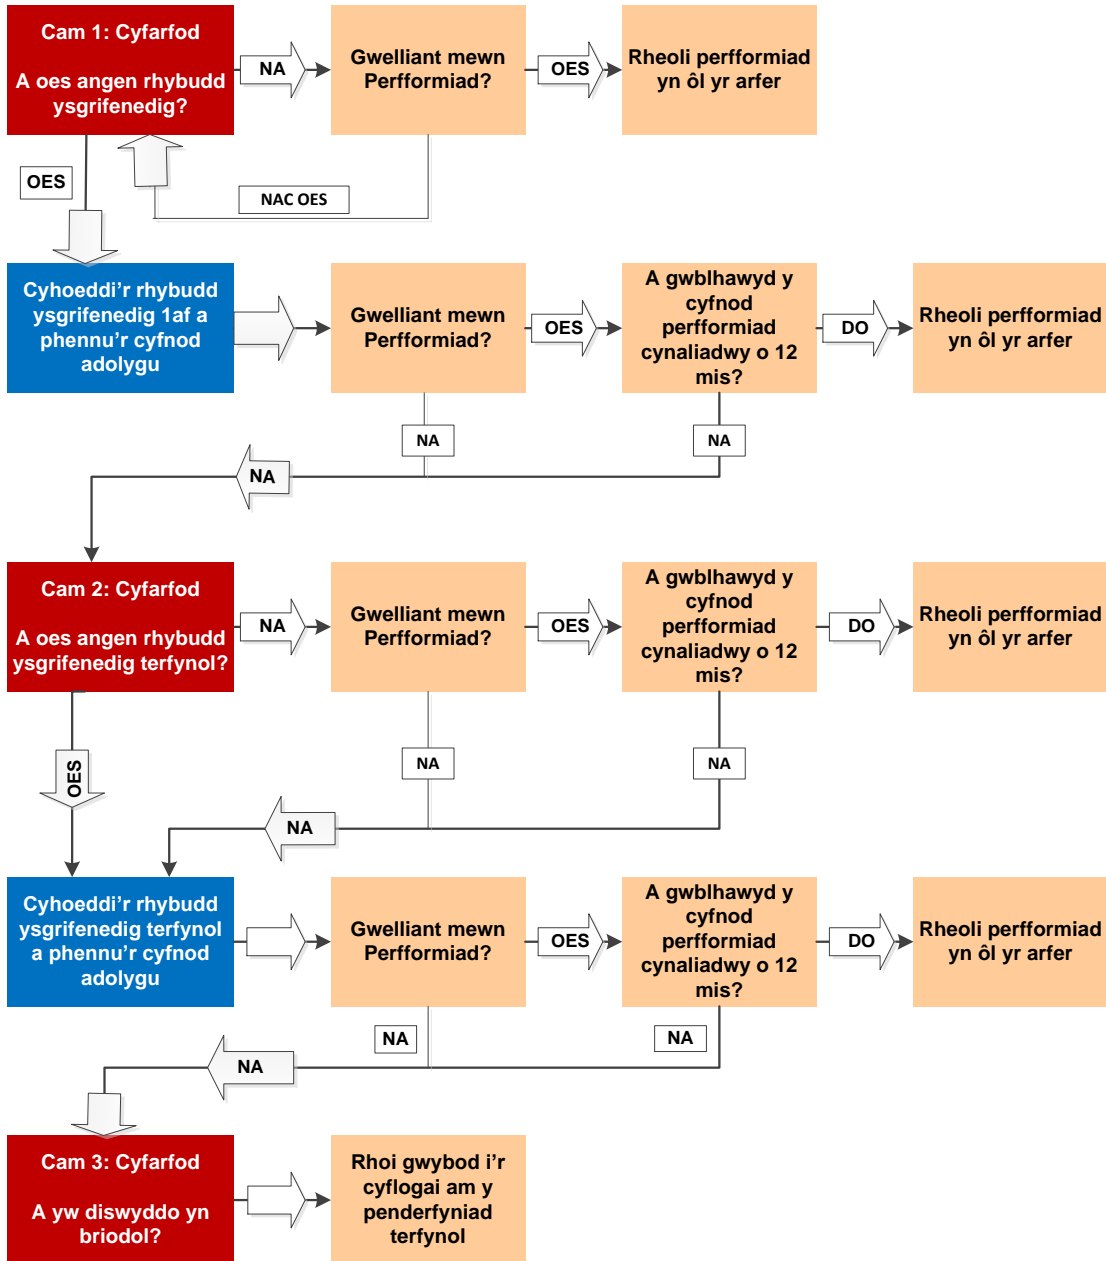 Cam 1: Cyfarfod
A oes angen rhybudd
ysgrifenedig?
NA
Gwelliant mewn
Perfformiad?
OES
Rheoli perfformiad
yn ôl yr arfer
OES
NAC OES
Cyhoeddi’r rhybudd
ysgrifenedig 1af a
phennu’r cyfnod
adolygu
Gwelliant mewn
Perfformiad?
OES
A gwblhawyd y
cyfnod
perfformiad
cynaliadwy o 12
mis?
DO
Rheoli perfformiad
yn ôl yr arfer
NA
NA
NA
Cam 2: Cyfarfod
A oes angen rhybudd
ysgrifenedig terfynol?
NA
Gwelliant mewn
Perfformiad?
OES
A gwblhawyd y
cyfnod
perfformiad
cynaliadwy o 12
mis?
DO
Rheoli perfformiad
yn ôl yr arfer
OES
NA
NA
NA
Cyhoeddi’r rhybudd
ysgrifenedig terfynol
a phennu’r cyfnod
adolygu
Gwelliant mewn
Perfformiad?
OES
A gwblhawyd y
cyfnod
perfformiad
cynaliadwy o 12
mis?
DO
Rheoli perfformiad
yn ôl yr arfer
NA
NA
NA
Cam 3: Cyfarfod
A yw diswyddo yn
briodol?
Rhoi gwybod i’r
cyflogai am y
penderfyniad
terfynol